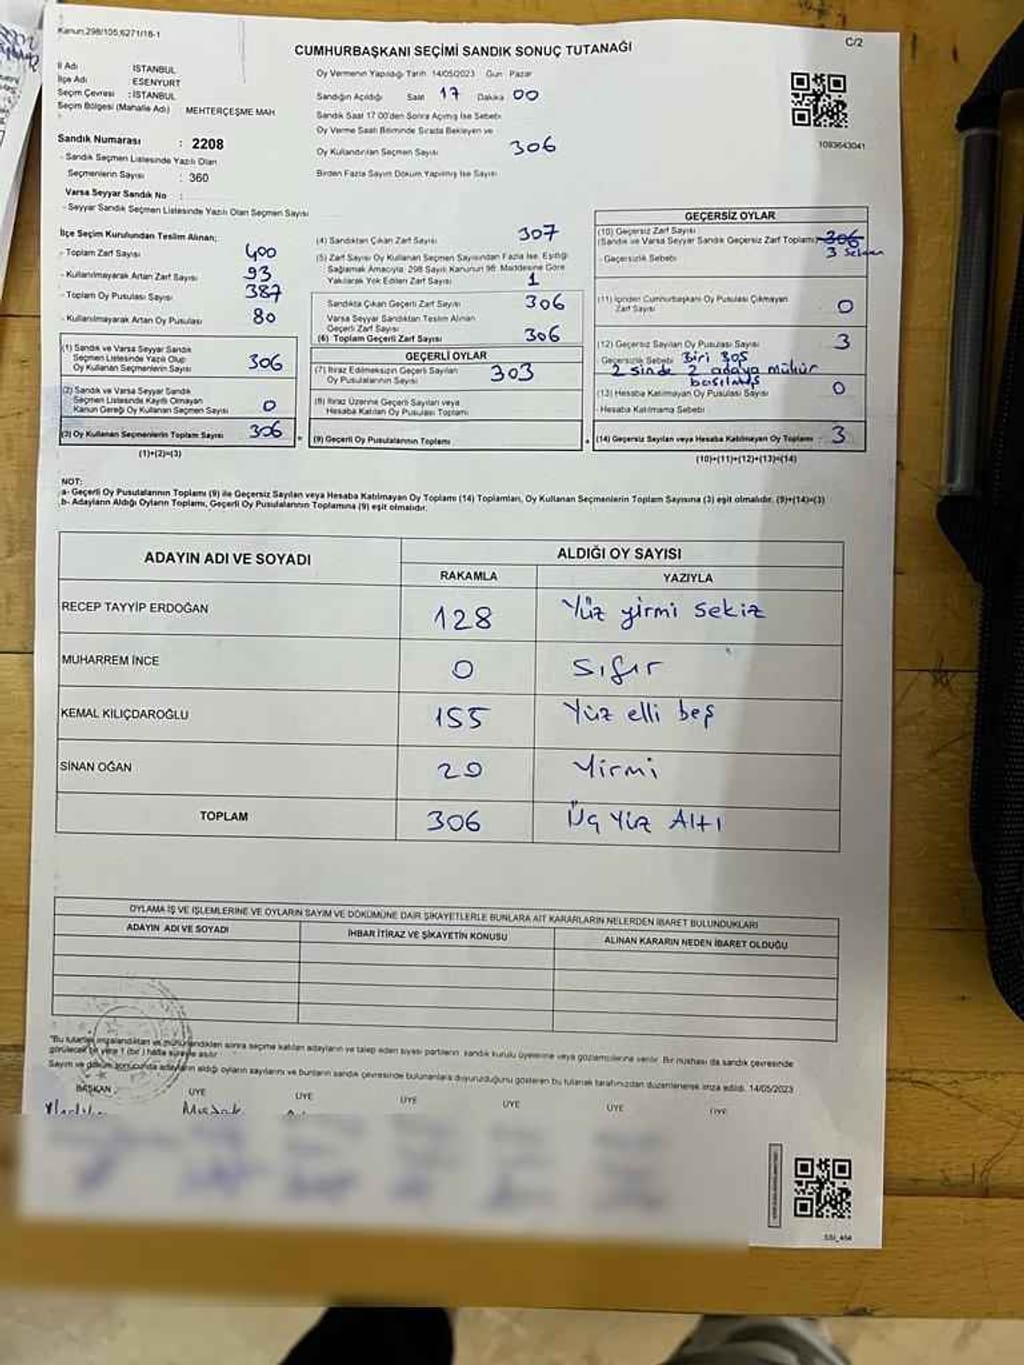 Kanun;298/105;6271/18-1
C/2
CUMHURBAŞKANI SEÇİMİ SANDIK SONUÇ TUTANAĞI
İl Adı İSTANBUL
İlçe Adı ESENYURT
Seçim Çevresi : İSTANBUL
Seçim Bölgesi (Mahalle Adı) MEHTERÇEŞME MAH
Sandık Numarası : 2208
- Sandık Seçmen Listesinde Yazılı Olan
Seçmenlerin Sayısı : 360
Varsa Seyyar Sandık No :
- Seyyar Sandık Seçmen Listesinde Yazılı Olan Seçmen Sayısı
Oy Vermenin Yapıldığı Tarih 14/05/2023 Gün Pazar
Sandığın Açıldığı Saat 17 Dakika 00
Sandık Saat 17 00'den Sonra Açılmış İse Sebebi
Oy Verme Saati Bitiminde Sırada Bekleyen ve
Oy Kullandırılan Seçmen Sayısı 306
Birden Fazla Sayım Döküm Yapılmış İse Sayısı
1093643041
İlçe Seçim Kurulundan Teslim Alınan;
- Toplam Zarf Sayısı 400
- Kullanılmayarak Artan Zarf Sayısı 93
- Toplam Oy Pusulası Sayısı 387
- Kullanılmayarak Artan Oy Pusulası 80
(1) Sandık ve Varsa Seyyar Sandık
Seçmen Listesinde Yazılı Olup
Oy Kullanan Seçmenlerin Sayısı 306
(2) Sandık ve Varsa Seyyar Sandık
Seçmen Listesinde Kayıtlı Olmayan
Kanun Gereği Oy Kullanan Seçmen Sayısı 0
(3) Oy Kullanan Seçmenlerin Toplam Sayısı 306
(1)+(2)=(3)
(4) Sandıktan Çıkan Zarf Sayısı 307
(5) Zarf Sayısı Oy Kullanan Seçmen Sayısından Fazla İse, Eşitliği
Sağlamak Amacıyla 298 Sayılı Kanunun 98. Maddesine Göre
Yakılarak Yok Edilen Zarf Sayısı 1
Sandıkta Çıkan Geçerli Zarf Sayısı 306
Varsa Seyyar Sandıktan Teslim Alınan
Geçerli Zarf Sayısı
(6) Toplam Geçerli Zarf Sayısı 306
GEÇERLİ OYLAR
(7) İtiraz Edilmeksizin Geçerli Sayılan
Oy Pusulalarının Sayısı 303
(8) İtiraz Üzerine Geçerli Sayılan veya
Hesaba Katılan Oy Pusulası Toplamı
(9) Geçerli Oy Pusulalarının Toplamı
GEÇERSİZ OYLAR
(10) Geçersiz Zarf Sayısı
(Sandık ve Varsa Seyyar Sandık Geçersiz Zarf Toplamı) 306
- Geçersizlik Sebebi 3
(11) İçinden Cumhurbaşkanı Oy Pusulası Çıkmayan
Zarf Sayısı 0
(12) Geçersiz Sayılan Oy Pusulası Sayısı 3
Geçersizlik Sebebi Biri boş
2 sinde 2 adaya mühür
basılmış
(13) Hesaba Katılmayan Oy Pusulası Sayısı 0
- Hesaba Katılmama Sebebi
(14) Geçersiz Sayılan veya Hesaba Katılmayan Oy Toplamı 3
(10)+(11)+(12)+(13)=(14)
NOT:
a- Geçerli Oy Pusulalarının Toplamı (9) ile Geçersiz Sayılan veya Hesaba Katılmayan Oy Toplamı (14) Toplamları, Oy Kullanan Seçmenlerin Toplam Sayısına (3) eşit olmalıdır. (9)+(14)=(3)
b- Adayların Aldığı Oyların Toplamı, Geçerli Oy Pusulalarının Toplamına (9) eşit olmalıdır.
ADAYIN ADI VE SOYADI
ALDIĞI OY SAYISI
RAKAMLA YAZIYLA
RECEP TAYYİP ERDOĞAN 128 Yüz yirmi sekiz
MUHARREM İNCE 0 sıfır
KEMAL KILIÇDAROĞLU 155 Yüz elli beş
SİNAN OĞAN 20 Yirmi
TOPLAM 306 Üç Yüz Altı
OYLAMA İŞ VE İŞLEMLERİNE VE OYLARIN SAYIM VE DÖKÜMÜNE DAİR ŞİKAYETLERLE BUNLARA AİT KARARLARIN NELERDEN İBARET BULUNDUKLARI
ADAYIN ADI VE SOYADI İHBAR İTİRAZ VE ŞİKAYETİN KONUSU ALINAN KARARIN NEDEN İBARET OLDUĞU
"Bu tutanak imzalandıktan ve mühürlendikten sonra seçime katılan adayların ve talep eden siyasi partilerin sandık kurulu üyelerine veya gözlemcilerine verilir. Bir nüshası da sandık çevresinde
görülecek bir yere 1 (bir) hafta süreyle asılır
Sayım ve döküm sonucunda adayların aldığı oyların sayılarını ve bunların sandık çevresinde bulunanlara duyurulduğunu gösteren bu tutanak tarafımızdan düzenlenerek imza edildi. 14/05/2023
BAŞKAN ÜYE ÜYE ÜYE ÜYE ÜYE ÜYE